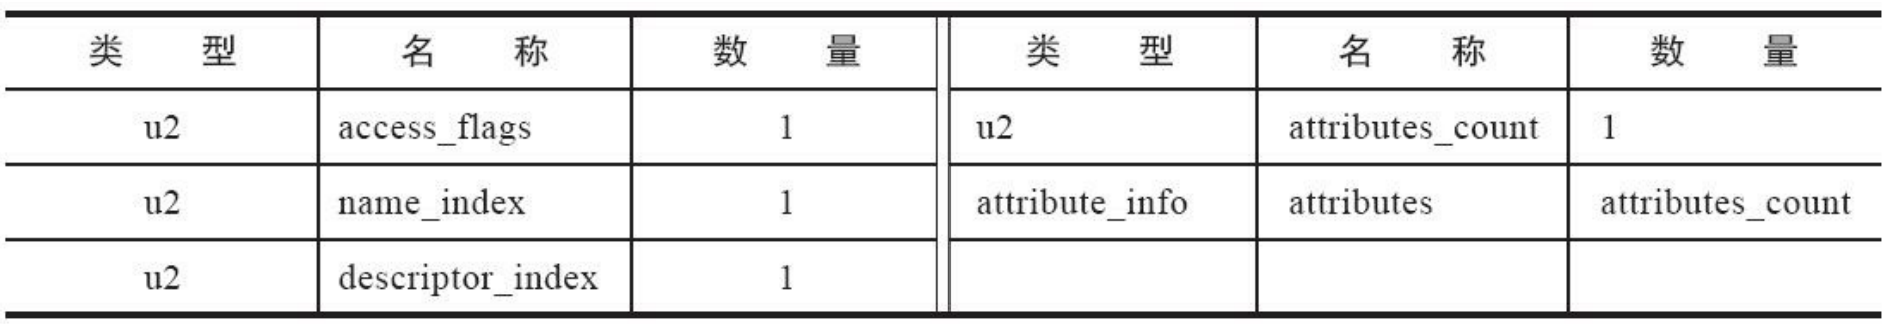 类 型 名 称 数 量 类 型 名 称 数 量
u2 access_flags 1 u2 attributes_count 1
u2 name_index 1 attribute_info attributes attributes_count
u2 descriptor_index 1